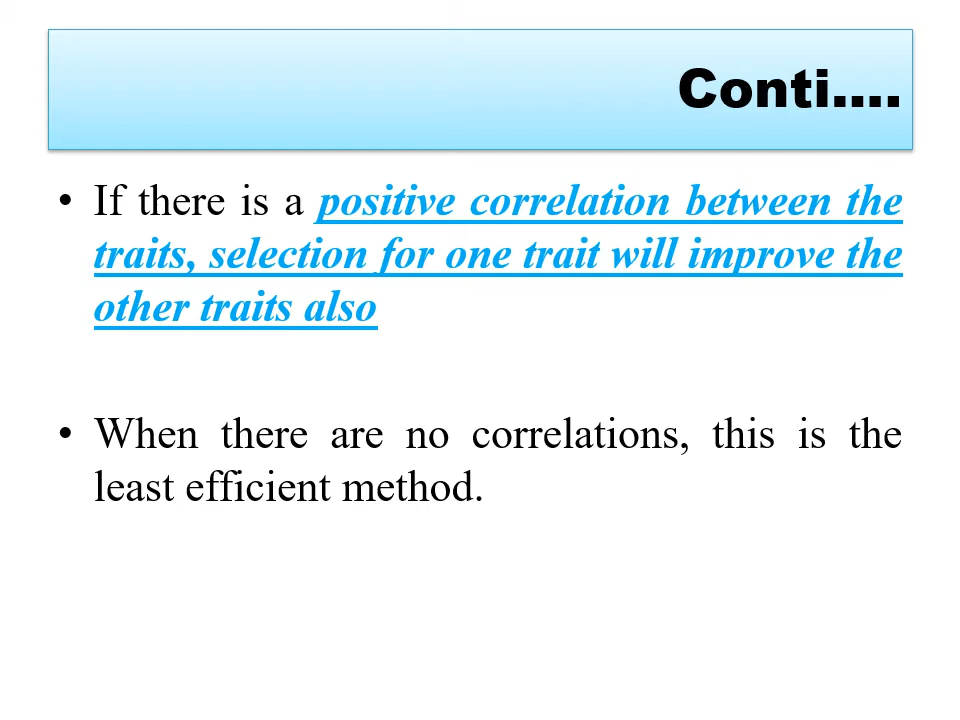 Conti....
• If there is a positive correlation between the
traits, selection for one trait will improve the
other traits also
• When there are no correlations, this is the
least efficient method.